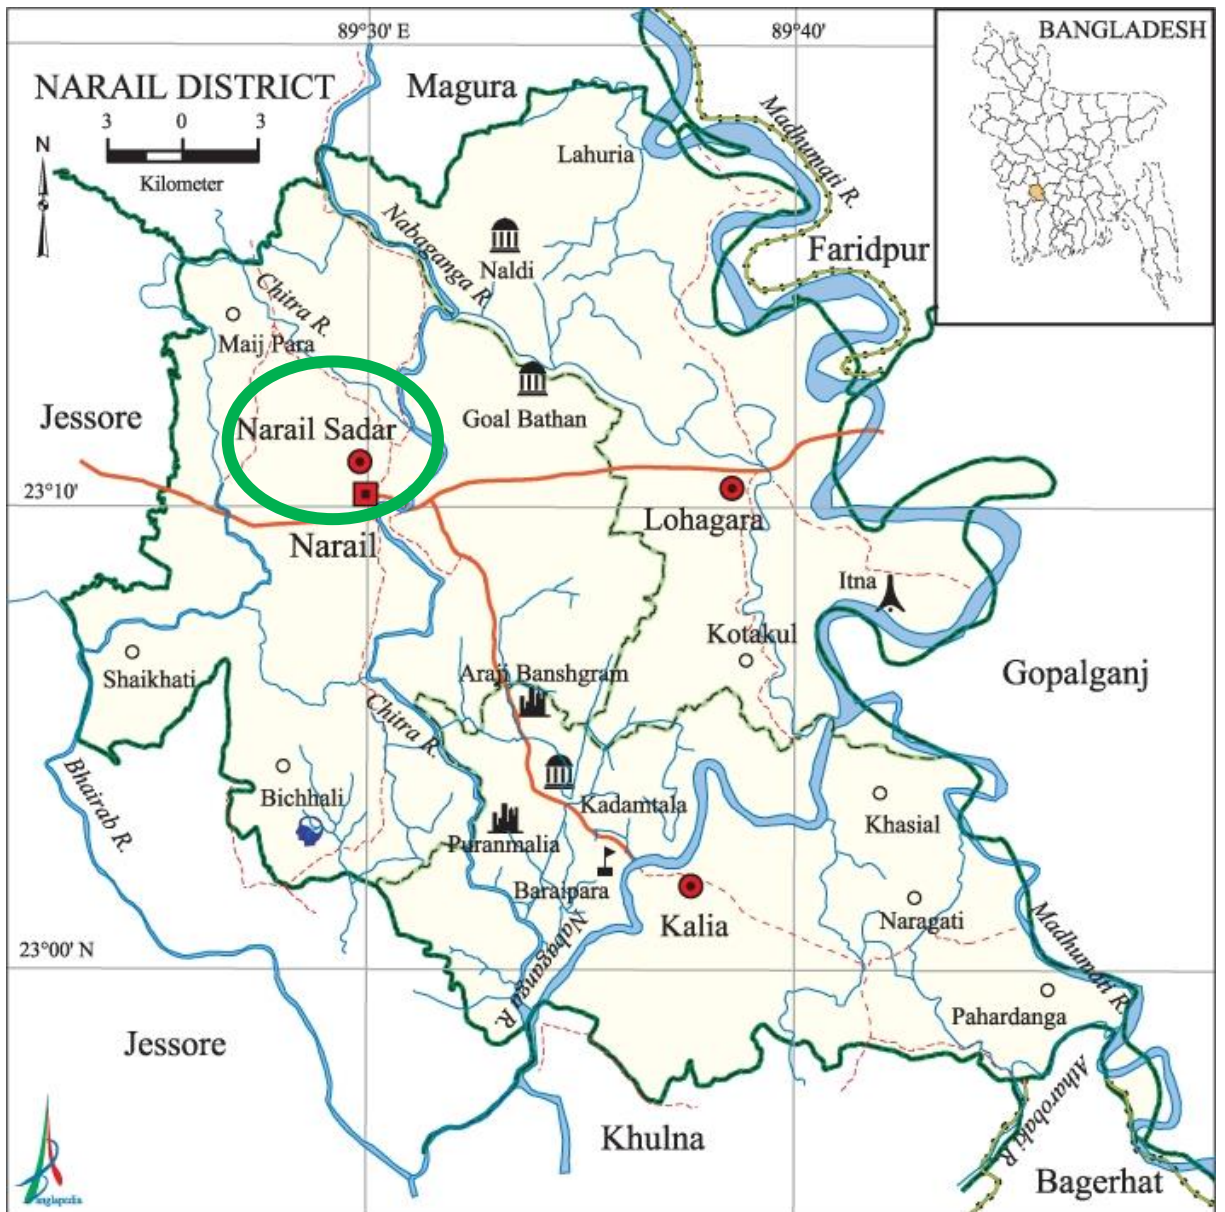 89°30' E
89°40'
BANGLADESH
NARAIL DISTRICT
3 0 3
Kilometer
N
Magura
Madhumati R.
Lahuria
Faridpur
Nabaganga R.
Naldi
Chitra R.
Maij Para
Jessore
Narail Sadar
Goal Bathan
23°10'
Lohagara
Narail
Itna
Kotakul
Gopalganj
Shaikhati
Araji Banshgram
Chitra R.
Bhairab R.
Bichhali
Kadamtala
Khasial
Puranmalia
Baraipara
Naragati
Kalia
Nabaganga R.
Madhumati R.
23°00' N
Pahardanga
Jessore
Atharobaki R.
Khulna
Bagerhat
anglapedia